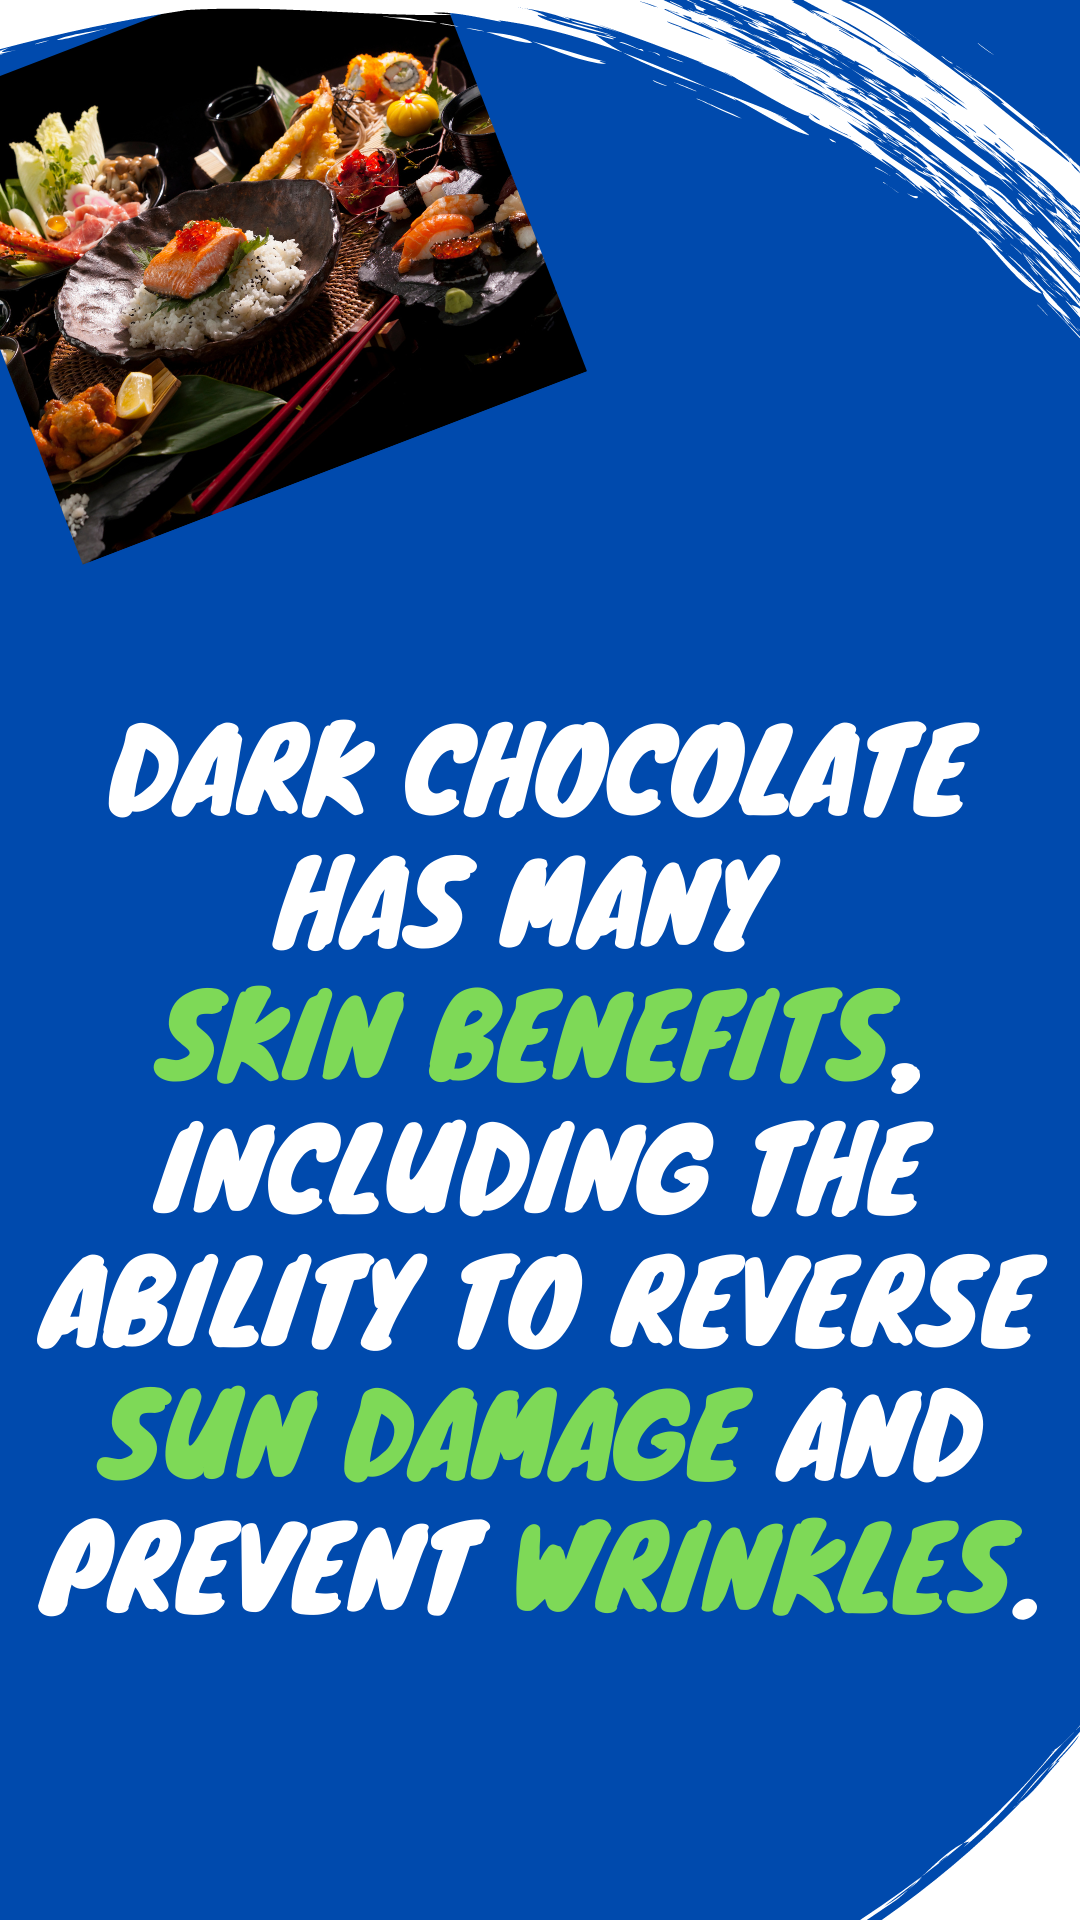 DARK CHOCOLATE
HAS MANY
SKIN BENEFITS,
INCLUDING THE
ABILITY TO REVERSE
SUN DAMAGE AND
PREVENT WRINKLES.